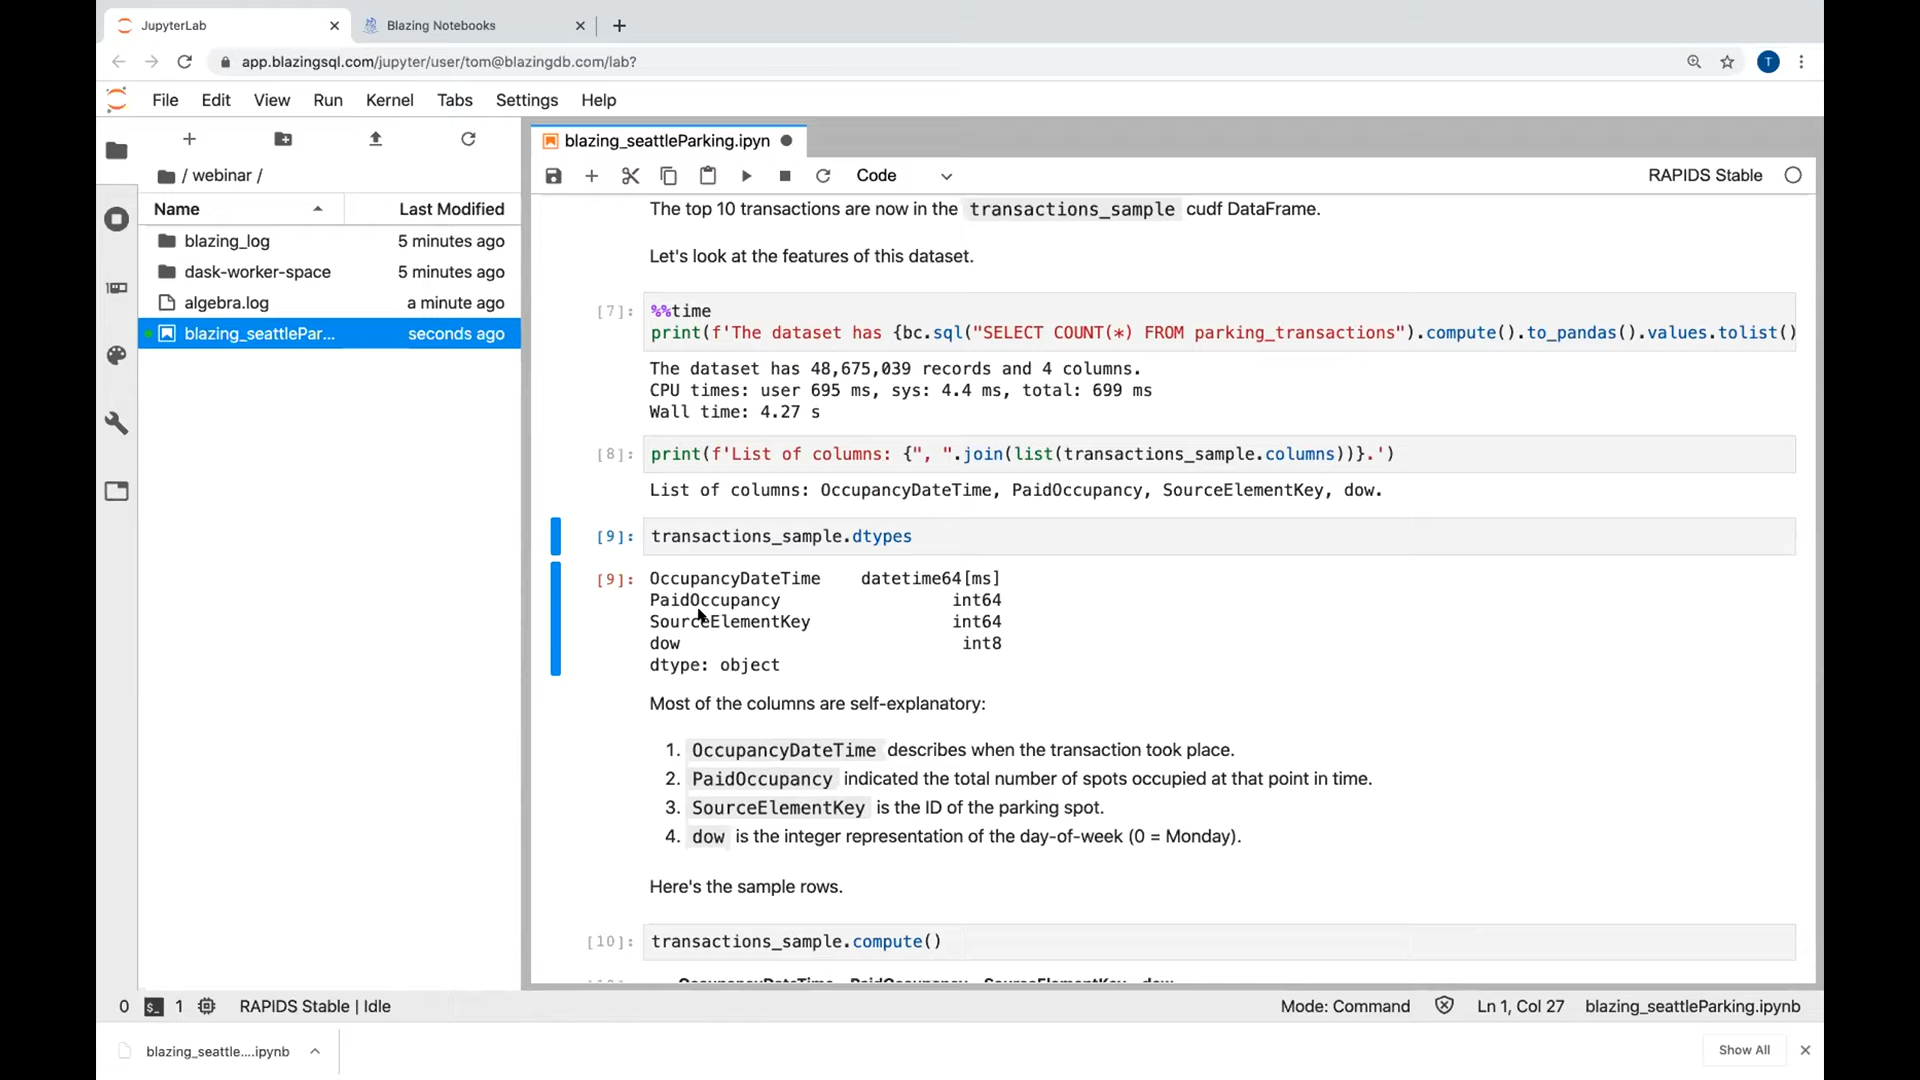 JupyterLab
Blazing Notebooks
app.blazingsql.com/jupyter/user/tom@blazingdb.com/lab?
T
File Edit View Run Kernel Tabs Settings Help
/ webinar /
Name Last Modified
blazing_log 5 minutes ago
dask-worker-space 5 minutes ago
algebra.log a minute ago
blazing_seattlePar... seconds ago
blazing_seattleParking.ipyn
Code
RAPIDS Stable
The top 10 transactions are now in the transactions_sample cudf DataFrame.
Let's look at the features of this dataset.
[7]: %%time
print(f'The dataset has {bc.sql("SELECT COUNT(*) FROM parking_transactions").compute().to_pandas().values.tolist()
The dataset has 48,675,039 records and 4 columns.
CPU times: user 695 ms, sys: 4.4 ms, total: 699 ms
Wall time: 4.27 s
[8]: print(f'List of columns: {", ".join(list(transactions_sample.columns))}.')
List of columns: OccupancyDateTime, PaidOccupancy, SourceElementKey, dow.
[9]: transactions_sample.dtypes
[9]: OccupancyDateTime datetime64[ms]
PaidOccupancy int64
SourceElementKey int64
dow int8
dtype: object
Most of the columns are self-explanatory:
1. OccupancyDateTime describes when the transaction took place.
2. PaidOccupancy indicated the total number of spots occupied at that point in time.
3. SourceElementKey is the ID of the parking spot.
4. dow is the integer representation of the day-of-week (0 = Monday).
Here's the sample rows.
[10]: transactions_sample.compute()
OccupancyDateTime PaidOccupancy SourceElementKey dow
0 1 RAPIDS Stable | Idle
Mode: Command Ln 1, Col 27 blazing_seattleParking.ipynb
blazing_seattle....ipynb
Show All